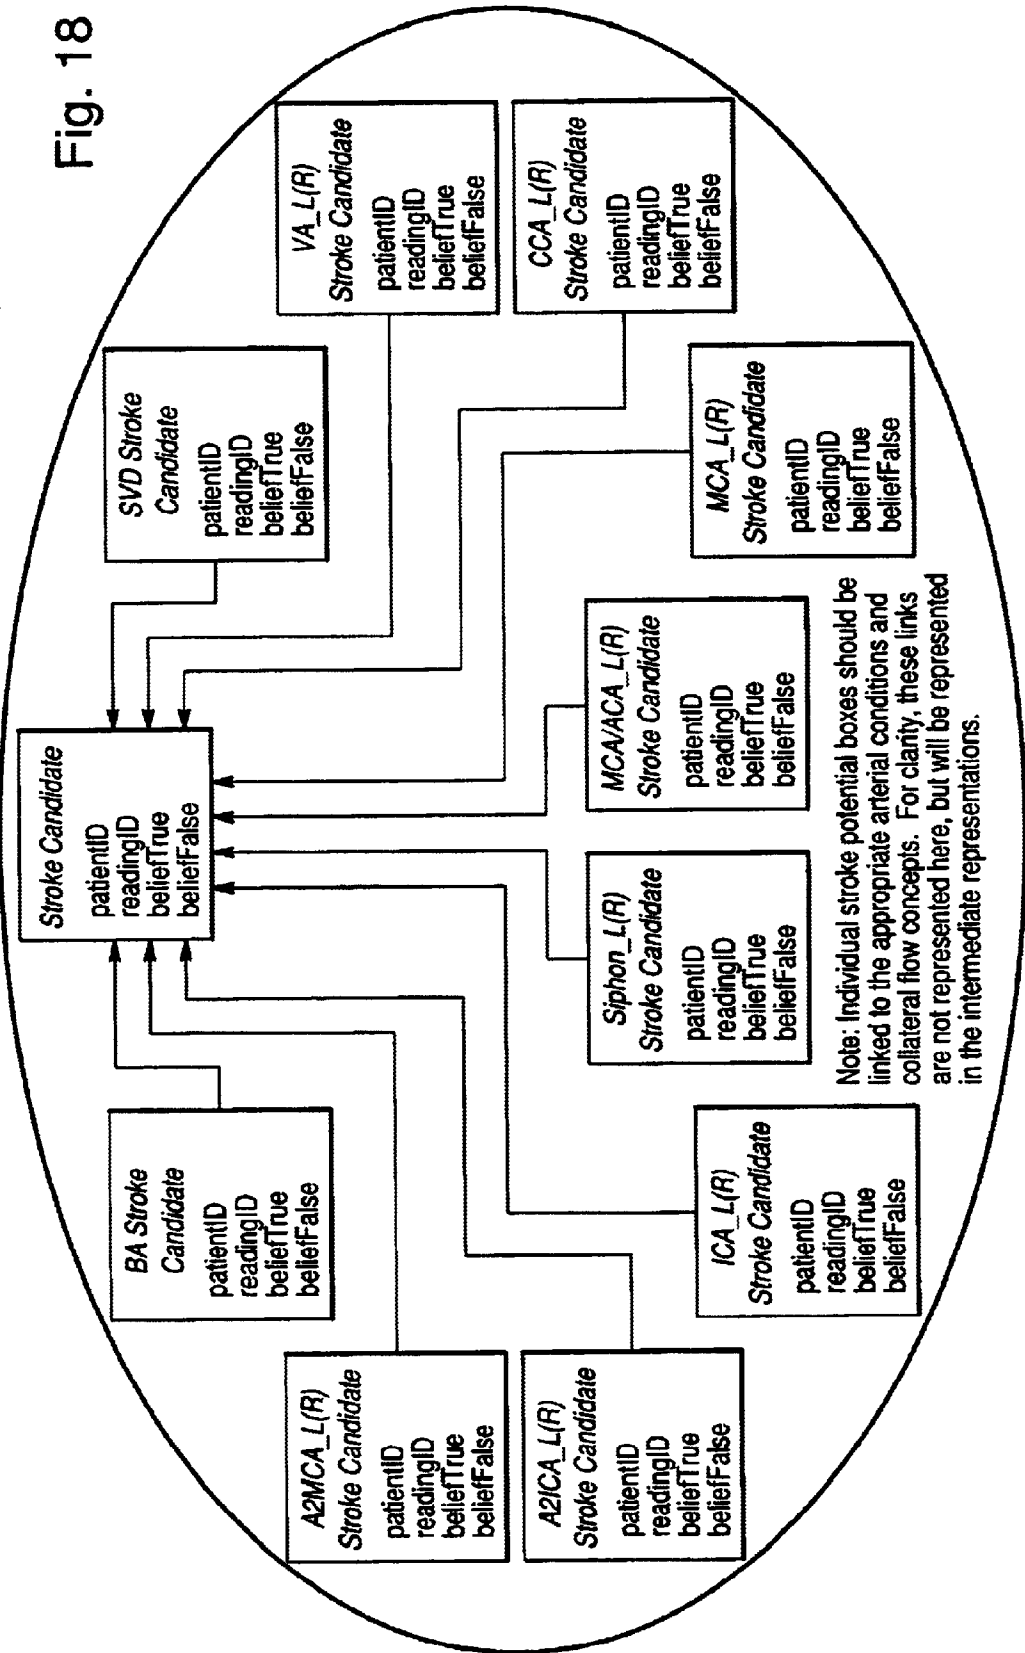 Fig. 18
Stroke Candidate
patientID
readingID
beliefTrue
beliefFalse
BA Stroke
Candidate
patientID
readingID
beliefTrue
beliefFalse
SVD Stroke
Candidate
patientID
readingID
beliefTrue
beliefFalse
A2MCA_L(R)
Stroke Candidate
patientID
readingID
beliefTrue
beliefFalse
VA_L(R)
Stroke Candidate
patientID
readingID
beliefTrue
beliefFalse
A2ICA_L(R)
Stroke Candidate
patientID
readingID
beliefTrue
beliefFalse
CCA_L(R)
Stroke Candidate
patientID
readingID
beliefTrue
beliefFalse
ICA_L(R)
Stroke Candidate
patientID
readingID
beliefTrue
beliefFalse
Siphon_L(R)
Stroke Candidate
patientID
readingID
beliefTrue
beliefFalse
MCA/ACA_L(R)
Stroke Candidate
patientID
readingID
beliefTrue
beliefFalse
MCA_L(R)
Stroke Candidate
patientID
readingID
beliefTrue
beliefFalse
Note: Individual stroke potential boxes should be
linked to the appropriate arterial conditions and
collateral flow concepts. For clarity, these links
are not represented here, but will be represented
in the intermediate representations.